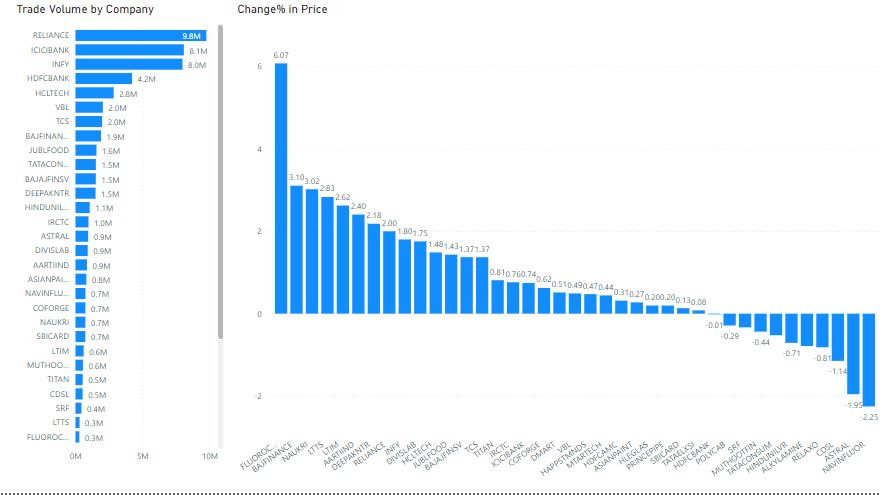 Trade Volume by Company
RELIANCE 9.8M
ICICIBANK 8.1M
INFY 8.0M
HDFCBANK 4.2M
HCLTECH 2.8M
VBL 2.0M
TCS 2.0M
BAJFINAN... 1.9M
JUBLFOOD 1.6M
TATACON... 1.5M
BAJAJFINSV 1.5M
DEEPAKNTR 1.5M
HINDUNIL... 1.1M
IRCTC 1.0M
ASTRAL 0.9M
DIVISLAB 0.9M
AARTIIND 0.9M
ASIANPAI... 0.8M
NAVINFLU... 0.7M
COFORGE 0.7M
NAUKRI 0.7M
SBICARD 0.7M
LTIM 0.6M
MUTHOO... 0.6M
TITAN 0.5M
CDSL 0.5M
SRF 0.4M
LTTS 0.3M
FLUOROC... 0.3M
0M 5M 10M
Change% in Price
6
4
2
0
-2
6.07 3.10 3.02 2.83 2.62 2.40 2.18 2.00 1.80 1.75 1.48 1.43 1.37 1.37 0.81 0.76 0.74 0.62 0.51 0.49 0.47 0.44 0.31 0.27 0.20 0.20 0.13 0.08 -0.01 -0.29 -0.44 -0.71 -0.81 -1.14 -1.95 -2.25
FLUOROC...
BAJFINANCE
NAUKRI
LTTS
LTIM
AARTIIND
DEEPAKNTR
RELIANCE
INFY
DIVISLAB
HCLTECH
JUBLFOOD
BAJAJFINSV
TCS
TITAN
IRCTC
ICICIBANK
COFORGE
DMART
VBL
HAPPSTMNDS
MTARTECH
HDFCAMC
ASIANPAINT
HLEGLAS
PRINCEPIPE
SBICARD
TATAELXSI
HDFCBANK
POLYCAB
SRF
MUTHOOTFIN
TATACONSUM
HINDUNILVR
ALKYLAMINE
RELAXO
CDSL
ASTRAL
NAVINFLUOR